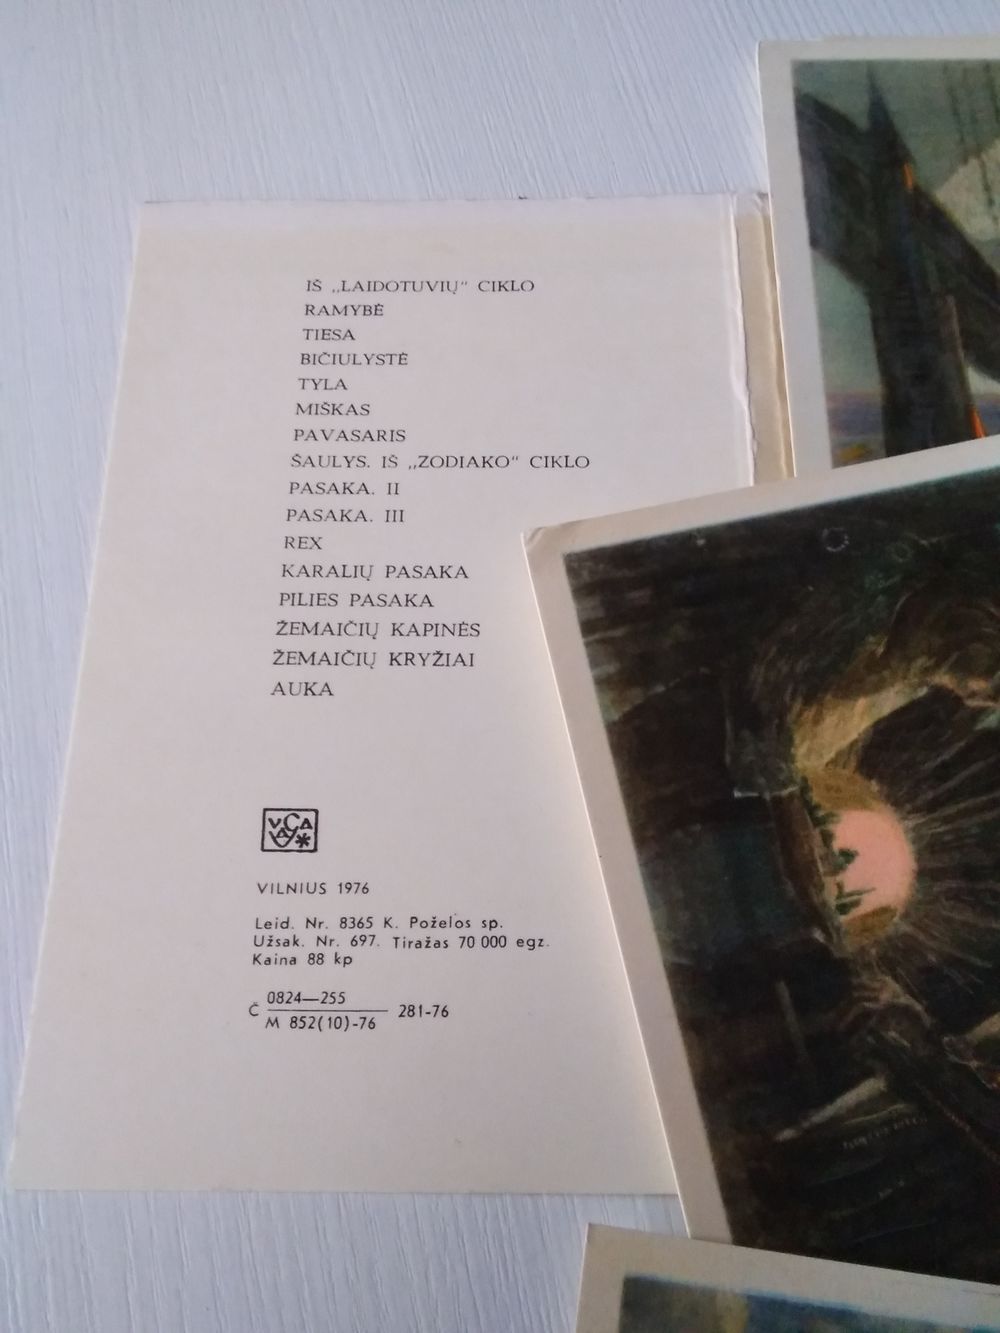 IŠ „LAIDOTUVIŲ“ CIKLO
RAMYBĖ
TIESA
BIČIULYSTĖ
TYLA
MIŠKAS
PAVASARIS
ŠAULYS. IŠ „ZODIAKO“ CIKLO
PASAKA. II
PASAKA. III
REX
KARALIŲ PASAKA
PILIES PASAKA
ŽEMAIČIŲ KAPINĖS
ŽEMAIČIŲ KRYŽIAI
AUKA
VILNIUS 1976
Leid. Nr. 8365 K. Poželos sp.
Užsak. Nr. 697. Tiražas 70 000 egz.
Kaina 88 kp
Č 0824—255
M 852(10)-76 281-76